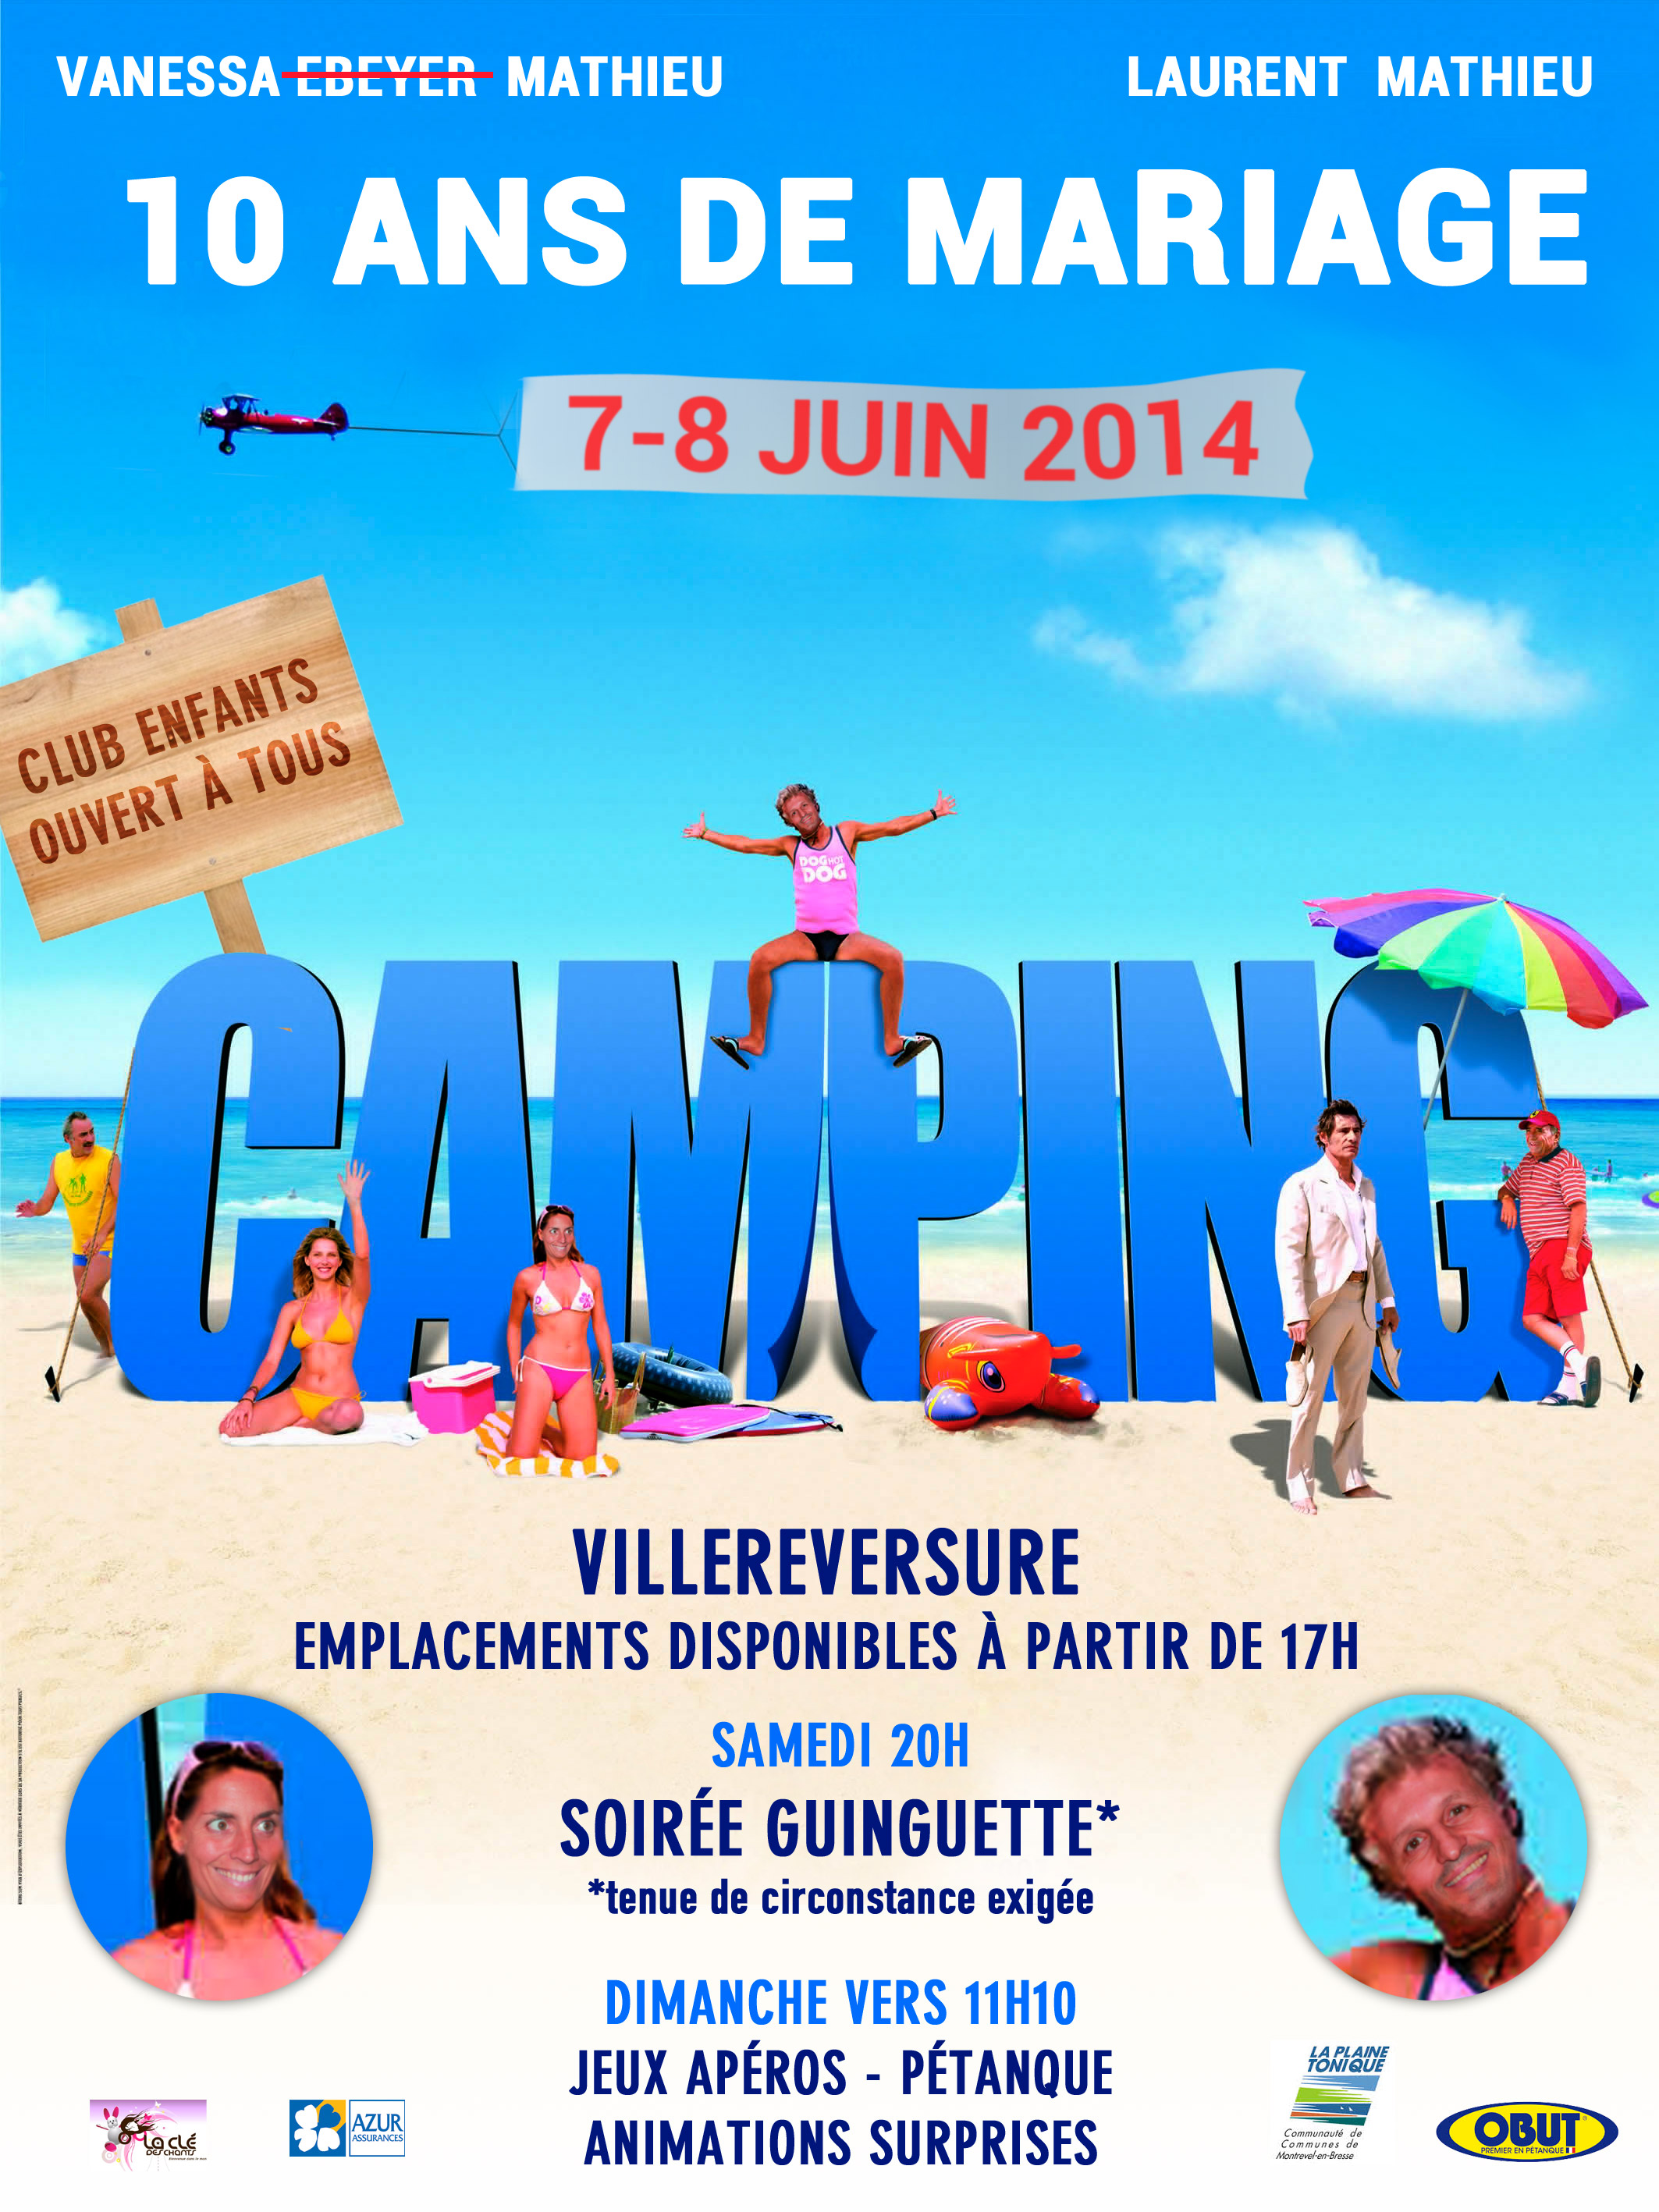 VANESSA EBEYER MATHIEU
LAURENT MATHIEU
10 ANS DE MARIAGE
7-8 JUIN 2014
CLUB ENFANTS
OUVERT À TOUS
DOG HOT
DOG
CAMPING
VILLEREVERSURE
EMPLACEMENTS DISPONIBLES À PARTIR DE 17H
SAMEDI 20H
SOIRÉE GUINGUETTE*
*tenue de circonstance exigée
DIMANCHE VERS 11H10
JEUX APÉROS - PÉTANQUE
ANIMATIONS SURPRISES
La CLÉ
DES CHANTS
AZUR
ASSURANCES
LA PLAINE
TONIQUE
Communauté de
Communes de
Montrevel-en-Bresse
OBUT
PREMIER EN PÉTANQUE